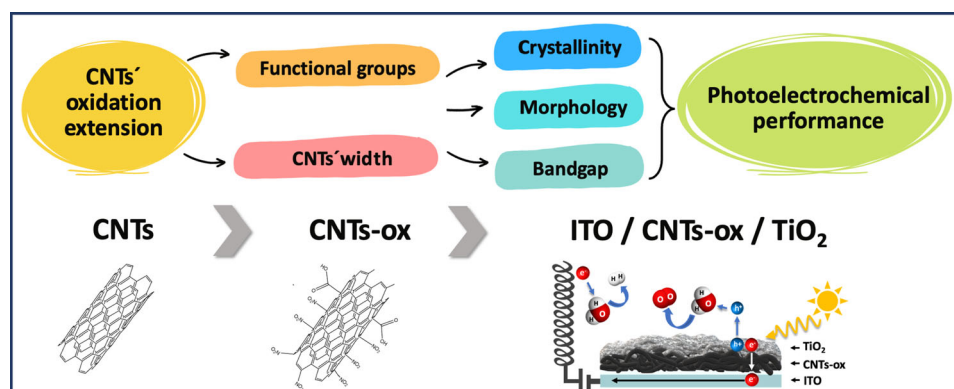 CNTs´
oxidation
extension
Functional groups
CNTs´width
Crystallinity
Morphology
Bandgap
Photoelectrochemical
performance
CNTs
CNTs-ox
ITO / CNTs-ox / TiO₂
e⁻
H H
H
H O
O O
H H O
h⁺
h⁺ e⁻
TiO₂
CNTs-ox
ITO
e⁻